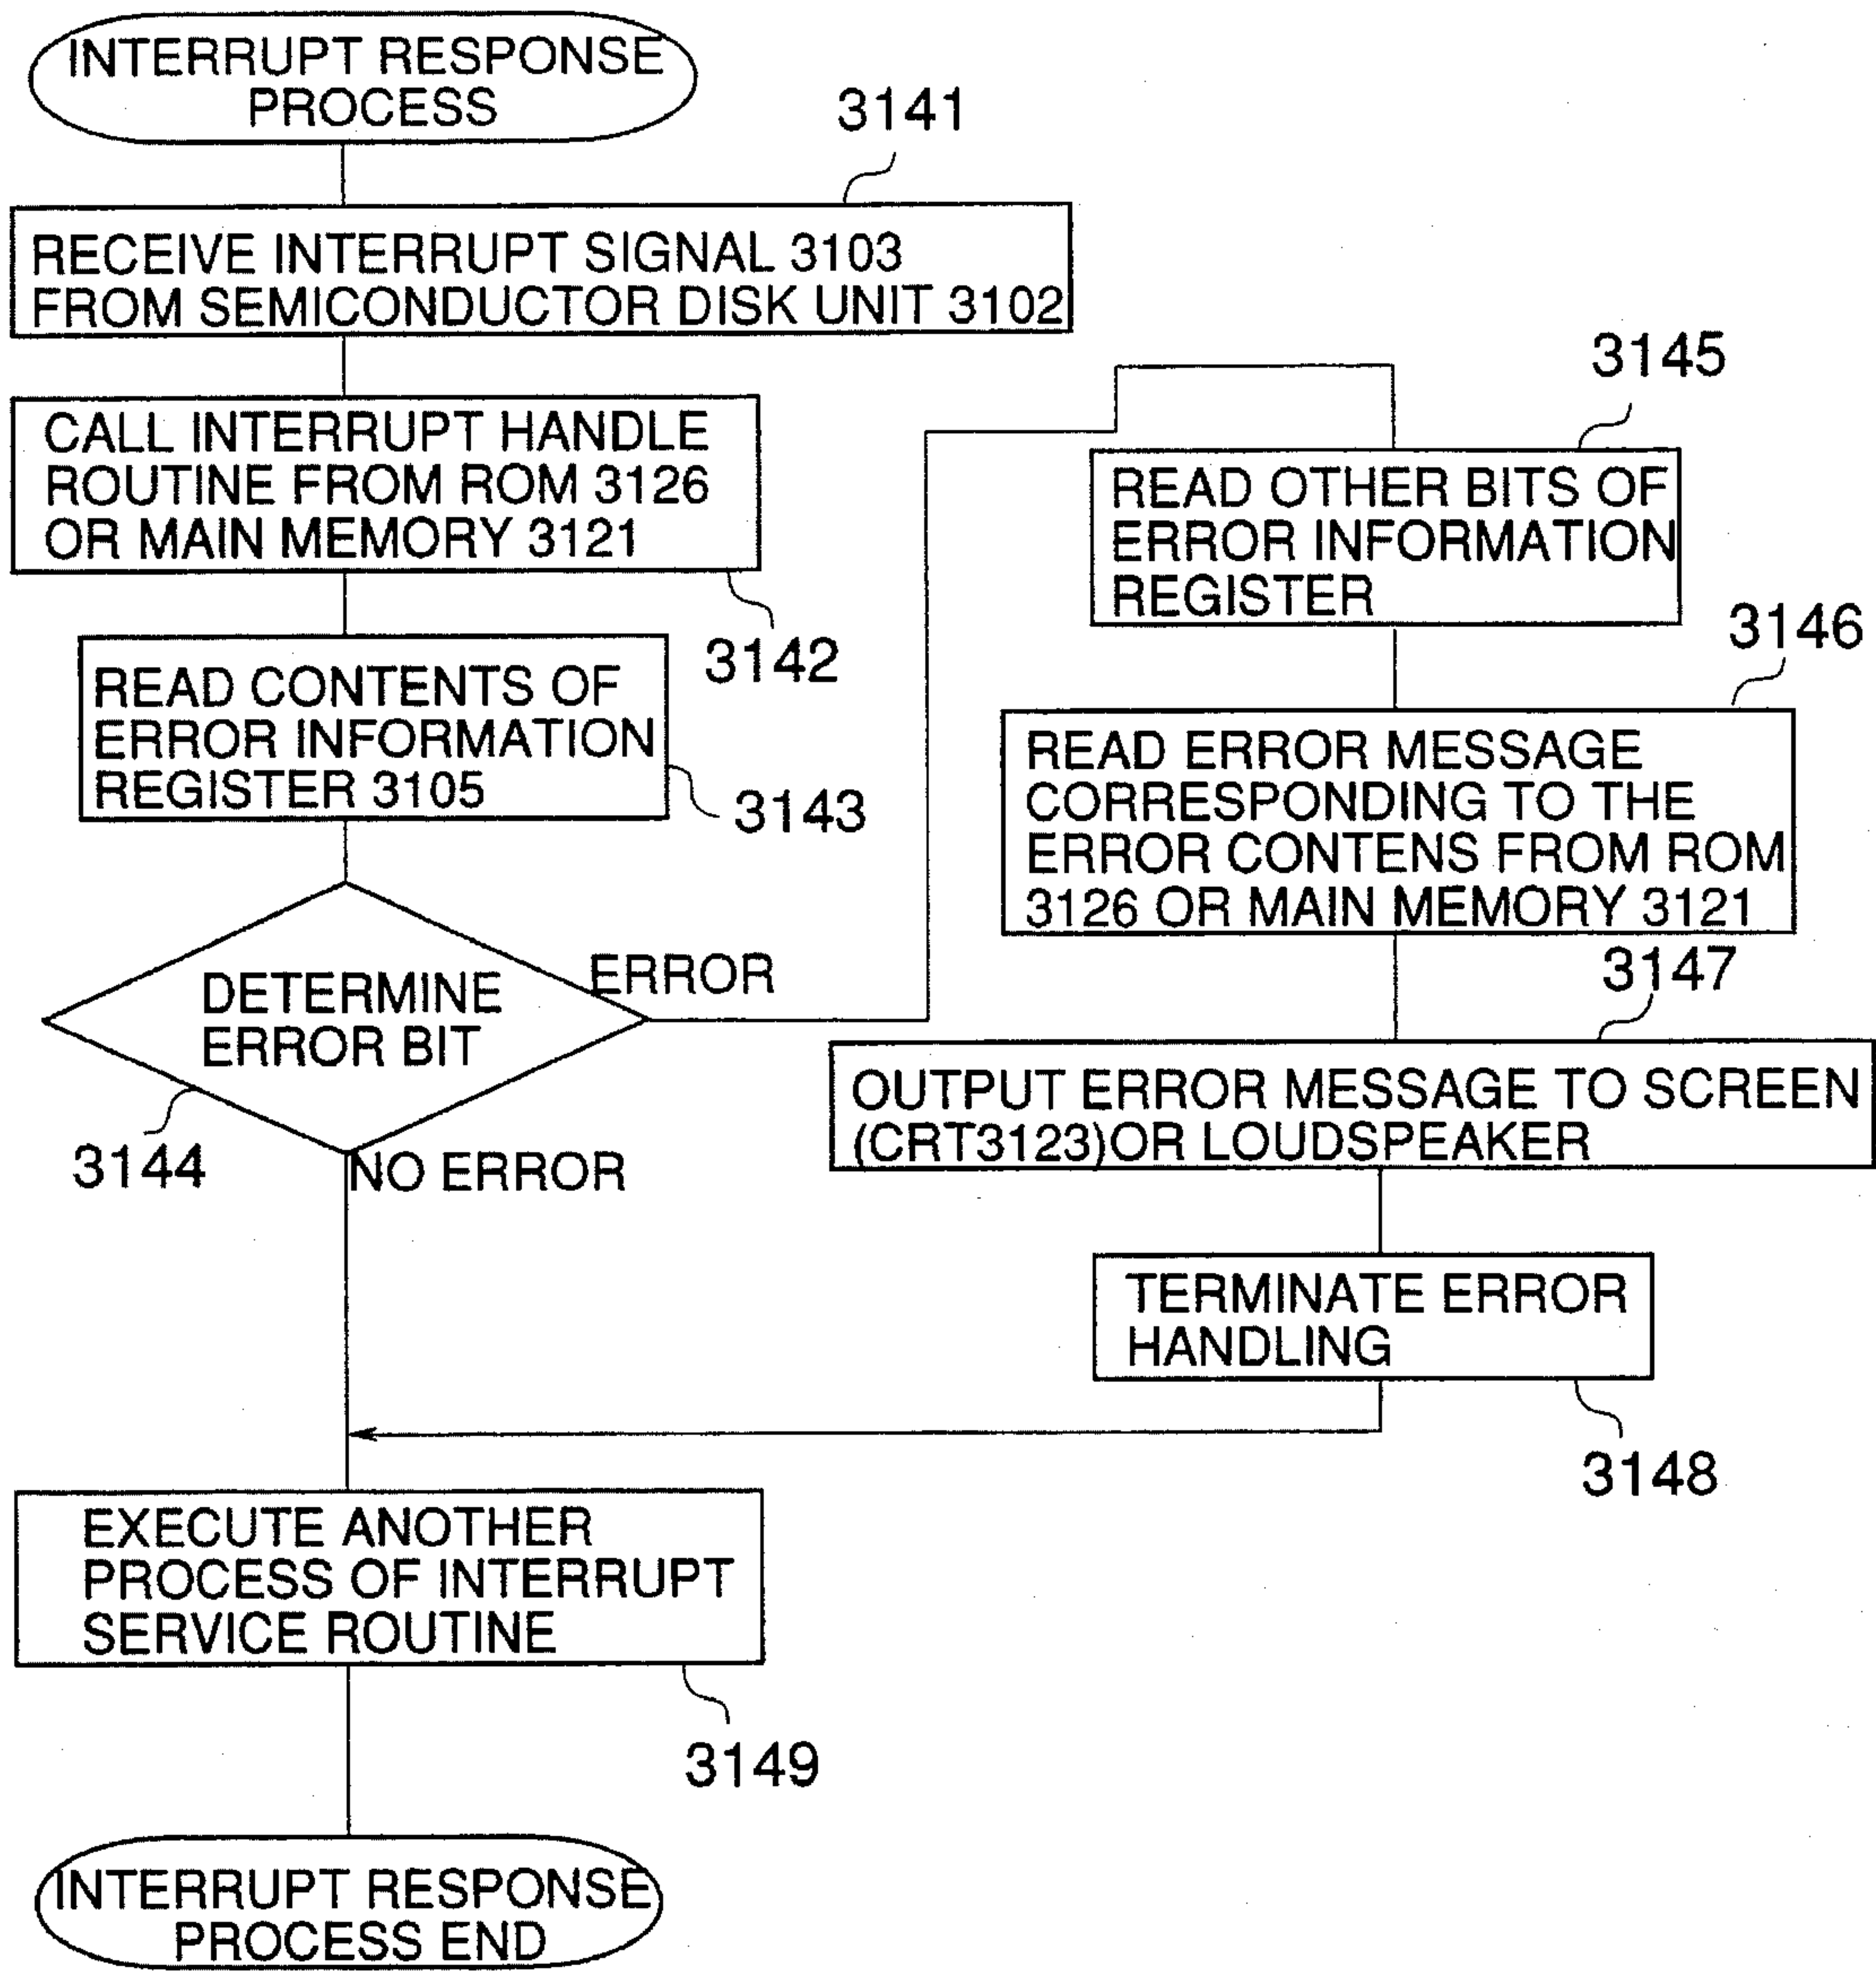 INTERRUPT RESPONSE
PROCESS
3141
RECEIVE INTERRUPT SIGNAL 3103
FROM SEMICONDUCTOR DISK UNIT 3102
CALL INTERRUPT HANDLE
ROUTINE FROM ROM 3126
OR MAIN MEMORY 3121
3142
READ CONTENTS OF
ERROR INFORMATION
REGISTER 3105
3143
DETERMINE
ERROR BIT
ERROR
3144
NO ERROR
3145
READ OTHER BITS OF
ERROR INFORMATION
REGISTER
3146
READ ERROR MESSAGE
CORRESPONDING TO THE
ERROR CONTENS FROM ROM
3126 OR MAIN MEMORY 3121
3147
OUTPUT ERROR MESSAGE TO SCREEN
(CRT3123)OR LOUDSPEAKER
TERMINATE ERROR
HANDLING
3148
EXECUTE ANOTHER
PROCESS OF INTERRUPT
SERVICE ROUTINE
3149
INTERRUPT RESPONSE
PROCESS END